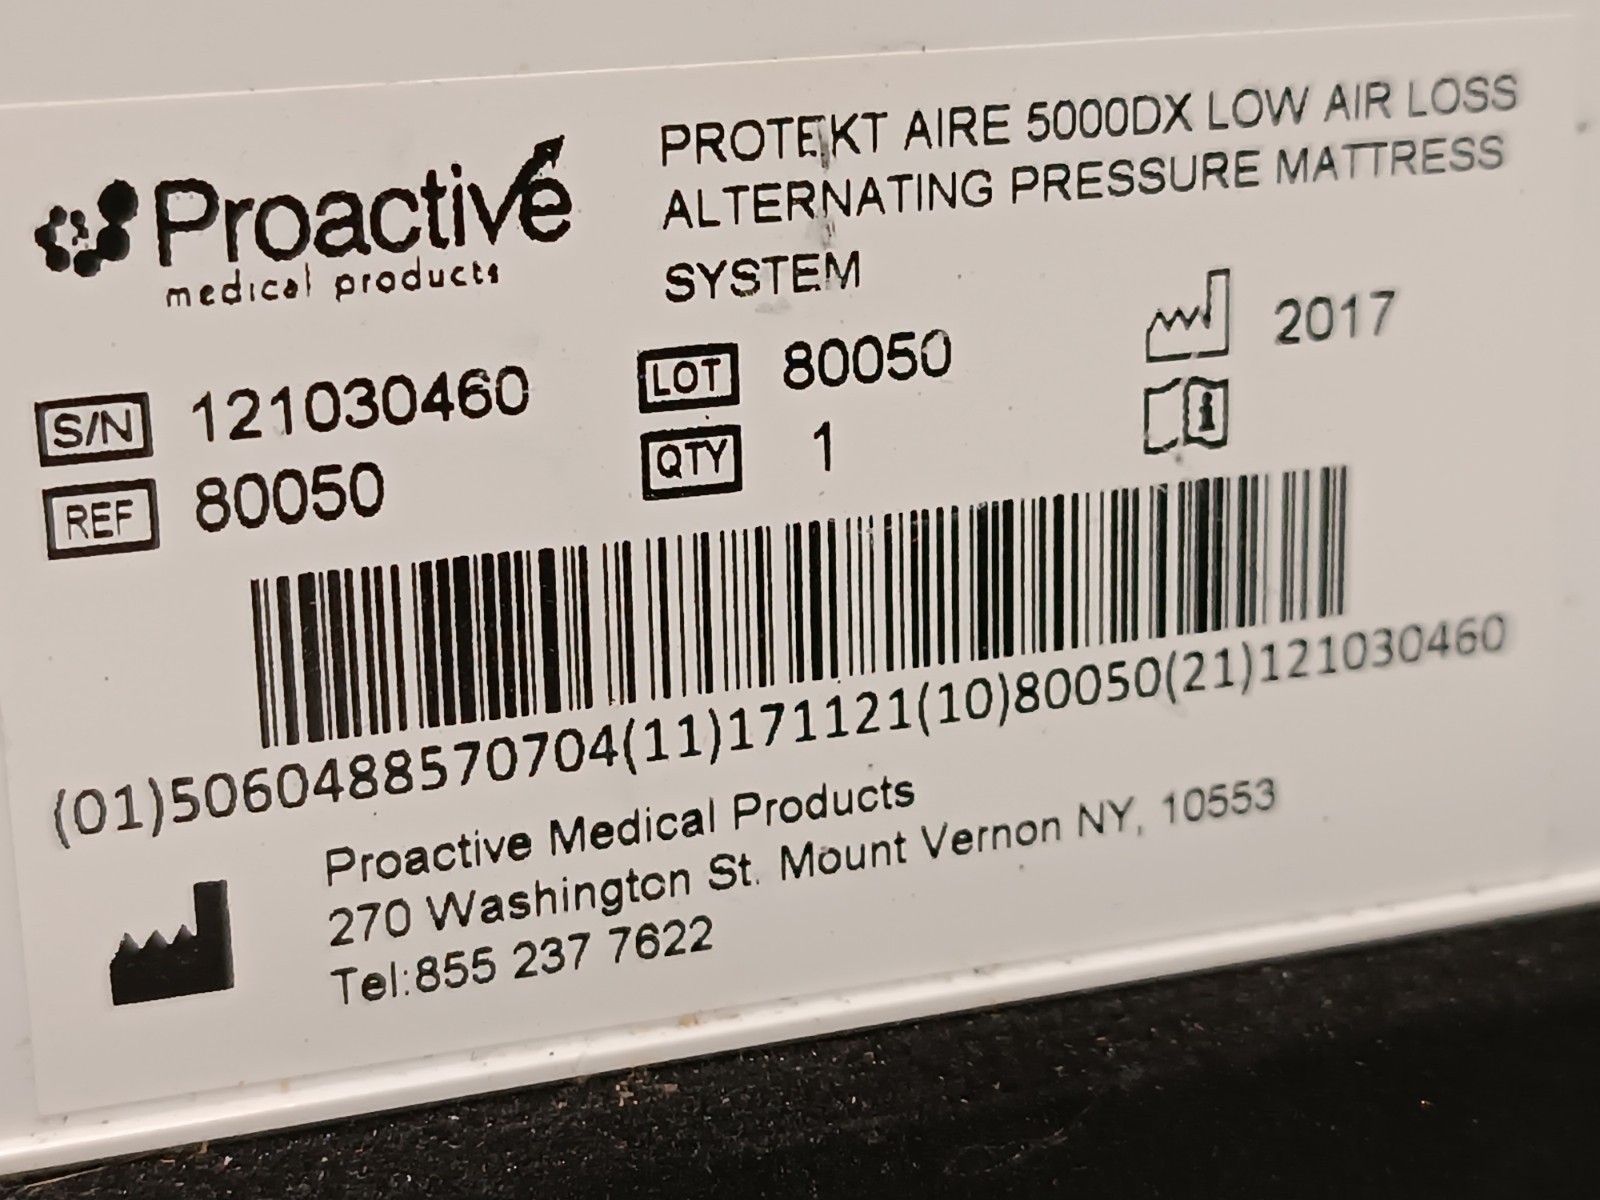 Proactive
medical products
PROTEKT AIRE 5000DX LOW AIR LOSS
ALTERNATING PRESSURE MATTRESS
SYSTEM
S/N 121030460
LOT 80050
2017
REF 80050
QTY 1
(01)5060488570704(11)171121(10)80050(21)121030460
Proactive Medical Products
270 Washington St. Mount Vernon NY, 10553
Tel:855 237 7622